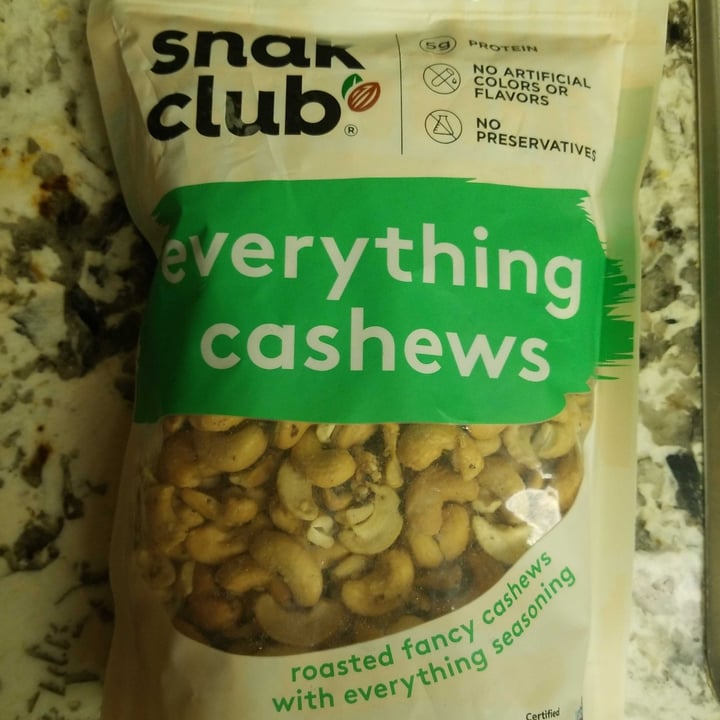 snak
club®
5g PROTEIN
NO ARTIFICIAL
COLORS OR
FLAVORS
NO
PRESERVATIVES
everything
cashews
roasted fancy cashews
with everything seasoning
Certified